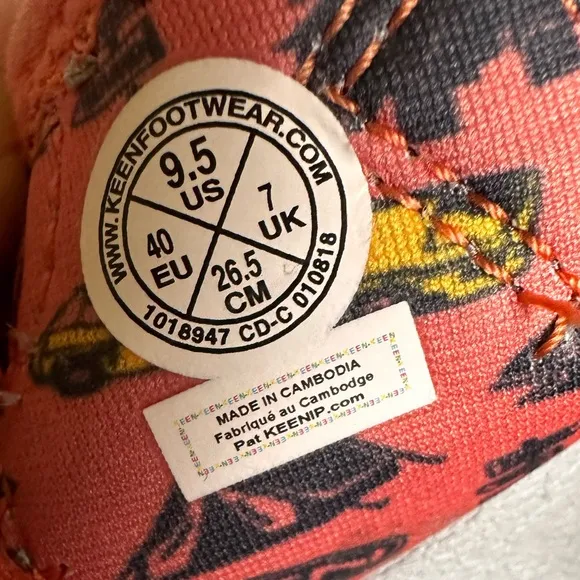 WWW.KEENFOOTWEAR.COM
9.5
US
7
UK
40
EU
26.5
CM
1018947 CD-C 010818
MADE IN CAMBODIA
Fabriqué au Cambodge
Pat KEENIP.com